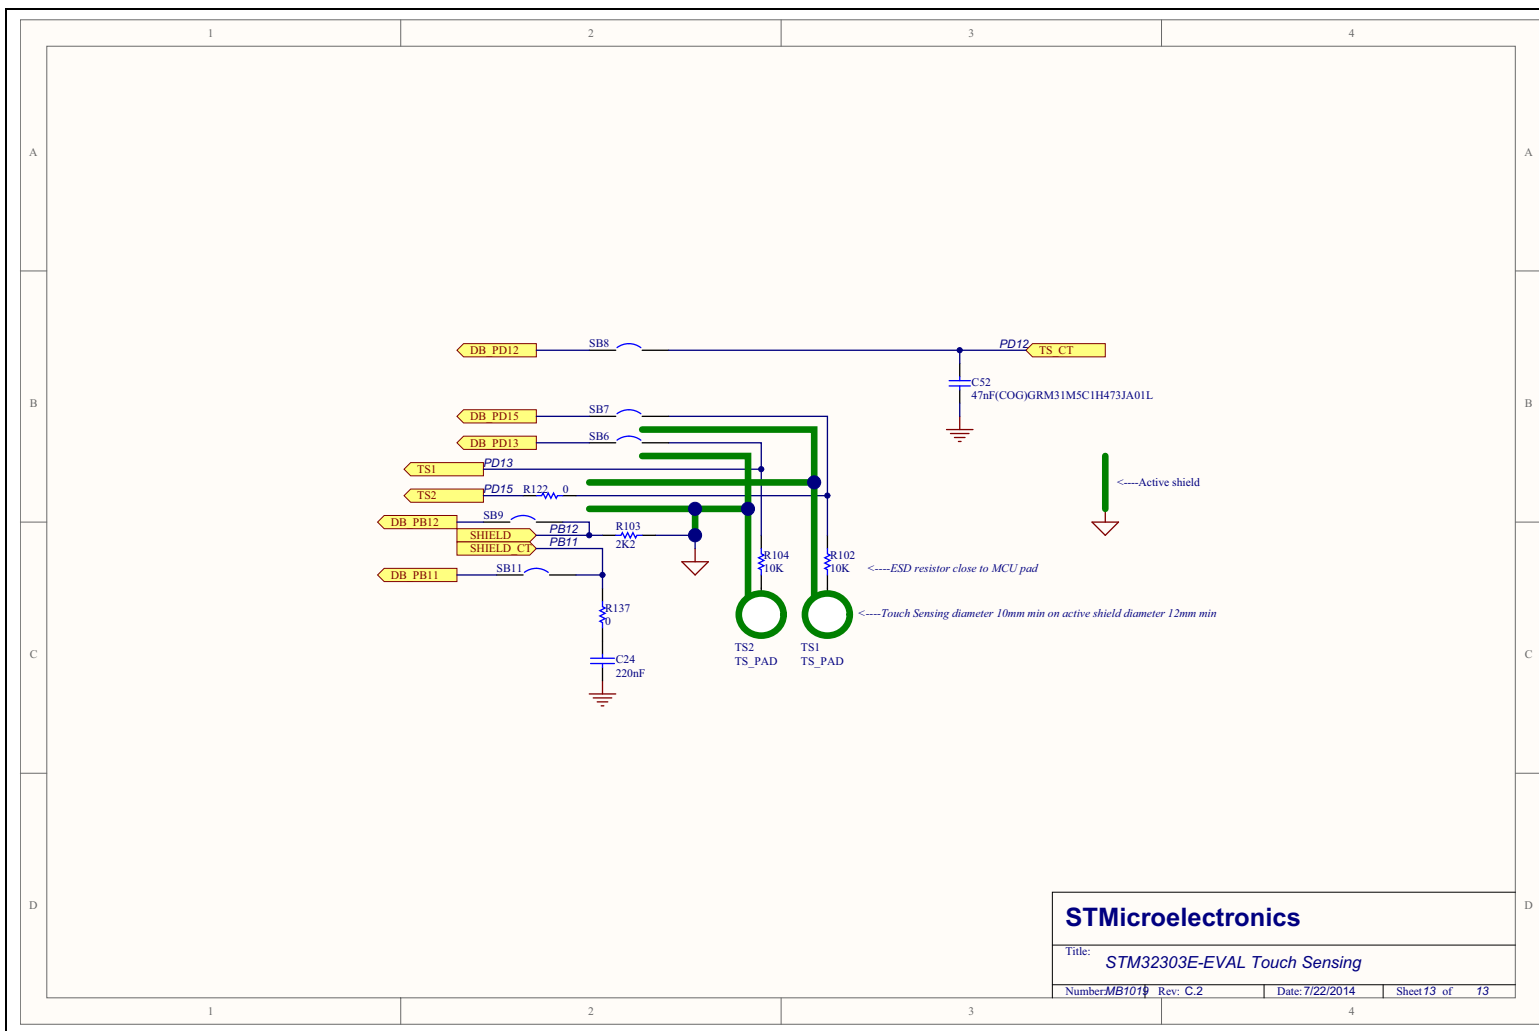 1 2 3 4
A A
DB_PD12 SB8 PD12 TS_CT
C52
47nF(COG)GRM31M5C1H473JA01L
B B
DB_PD15 SB7
DB_PD13 SB6
TS1 PD13
TS2 PD15 R122 0
<----Active shield
DB_PB12 SB9
SHIELD PB12 R103
2K2
SHIELD_CT PB11
R104
10K
R102
10K
<----ESD resistor close to MCU pad
DB_PB11 SB11
R137
0
<----Touch Sensing diameter 10mm min on active shield diameter 12mm min
TS2
TS_PAD
TS1
TS_PAD
C24
220nF
C C
D D
STMicroelectronics
Title:
STM32303E-EVAL Touch Sensing
Number:MB1019 Rev: C.2 Date:7/22/2014 Sheet 13 of 13
1 2 3 4